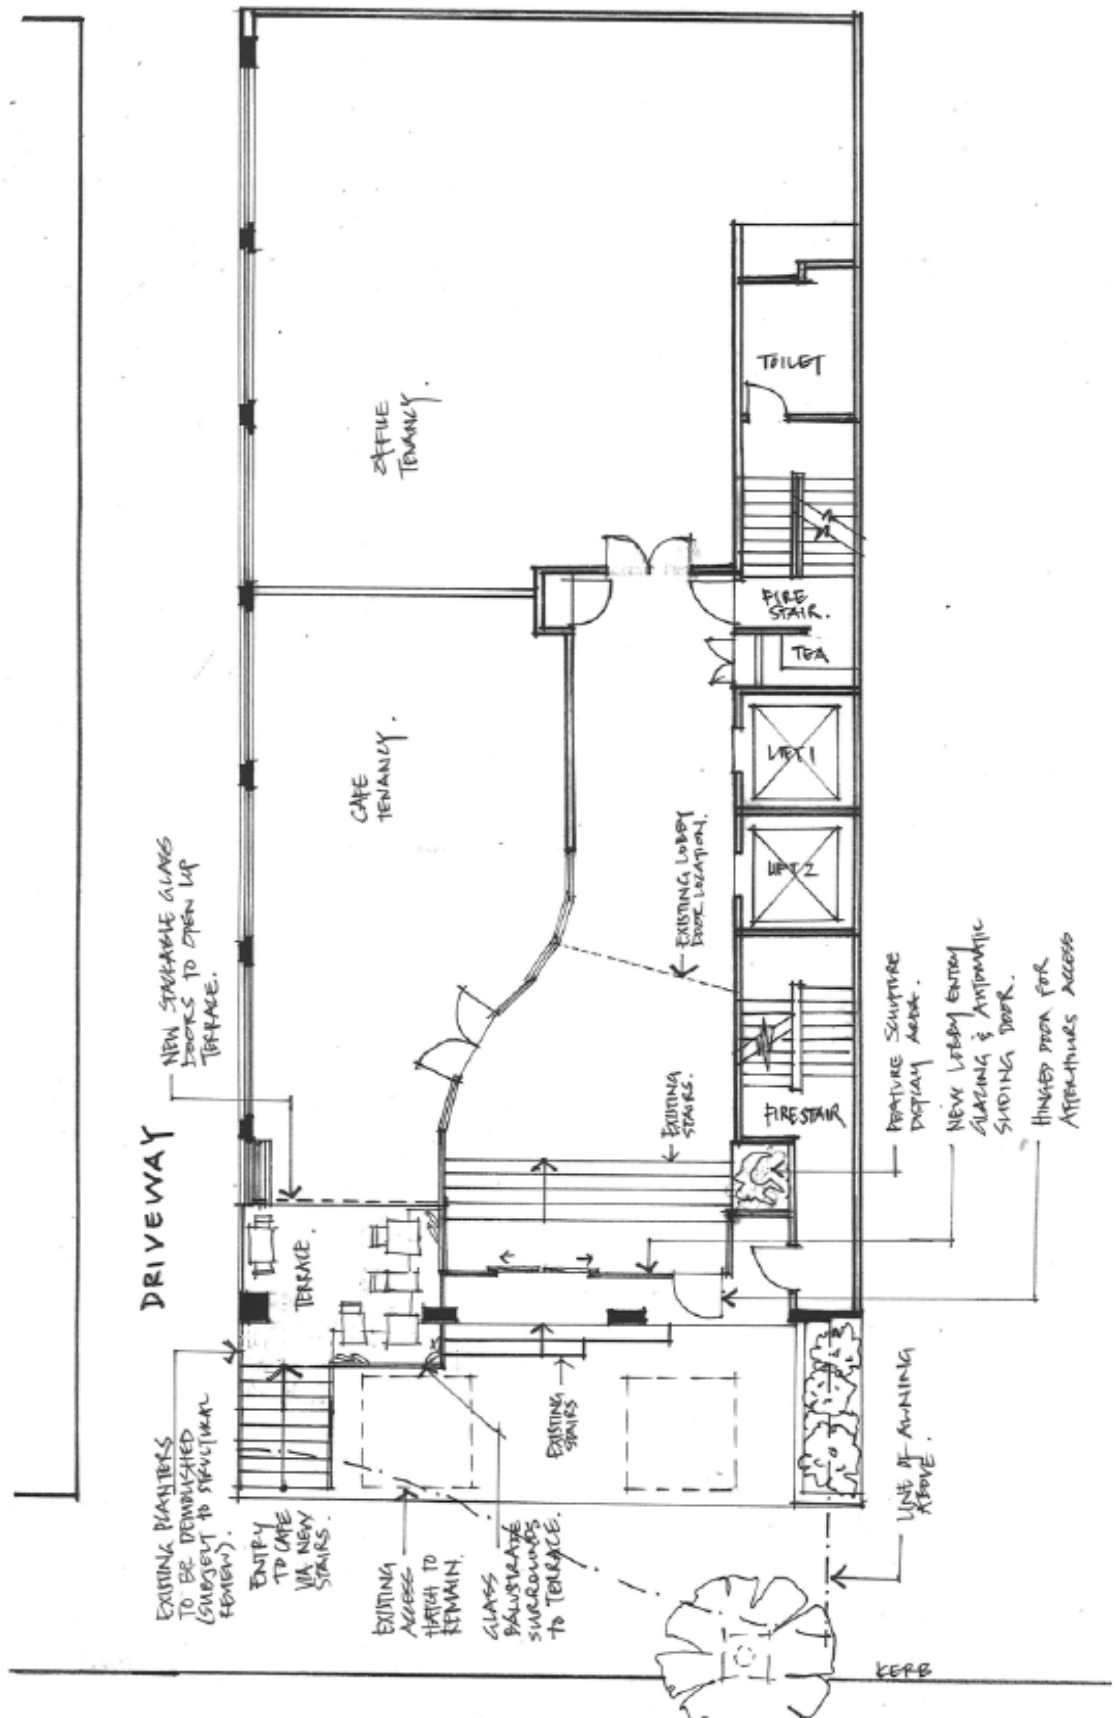 OFFICE
TENANCY.
TOILET
FIRE
STAIR.
TEA
LIFT 1
LIFT 2
CAFE
TENANCY.
EXISTING LOBBY
DOOR LOCATION.
NEW STACKABLE GLASS
DOORS TO OPEN UP
TERRACE.
DRIVEWAY
EXISTING
STAIRS.
FIRE STAIR
FEATURE SCULPTURE
DISPLAY AREA.
NEW LOBBY ENTRY
GLAZING & AUTOMATIC
SLIDING DOOR.
HINGED DOOR FOR
AFTERHOURS ACCESS
TERRACE.
EXISTING PLANTERS
TO BE DEMOLISHED
(SUBJECT TO STRUCTURAL
REVIEW).
ENTRY
TO CAFE
VIA NEW
STAIRS.
EXISTING
ACCESS
HATCH TO
REMAIN.
GLASS
BALUSTRADE
SURROUNDS
TO TERRACE.
EXISTING
STAIRS
LINE OF AWNING
ABOVE.
KERB